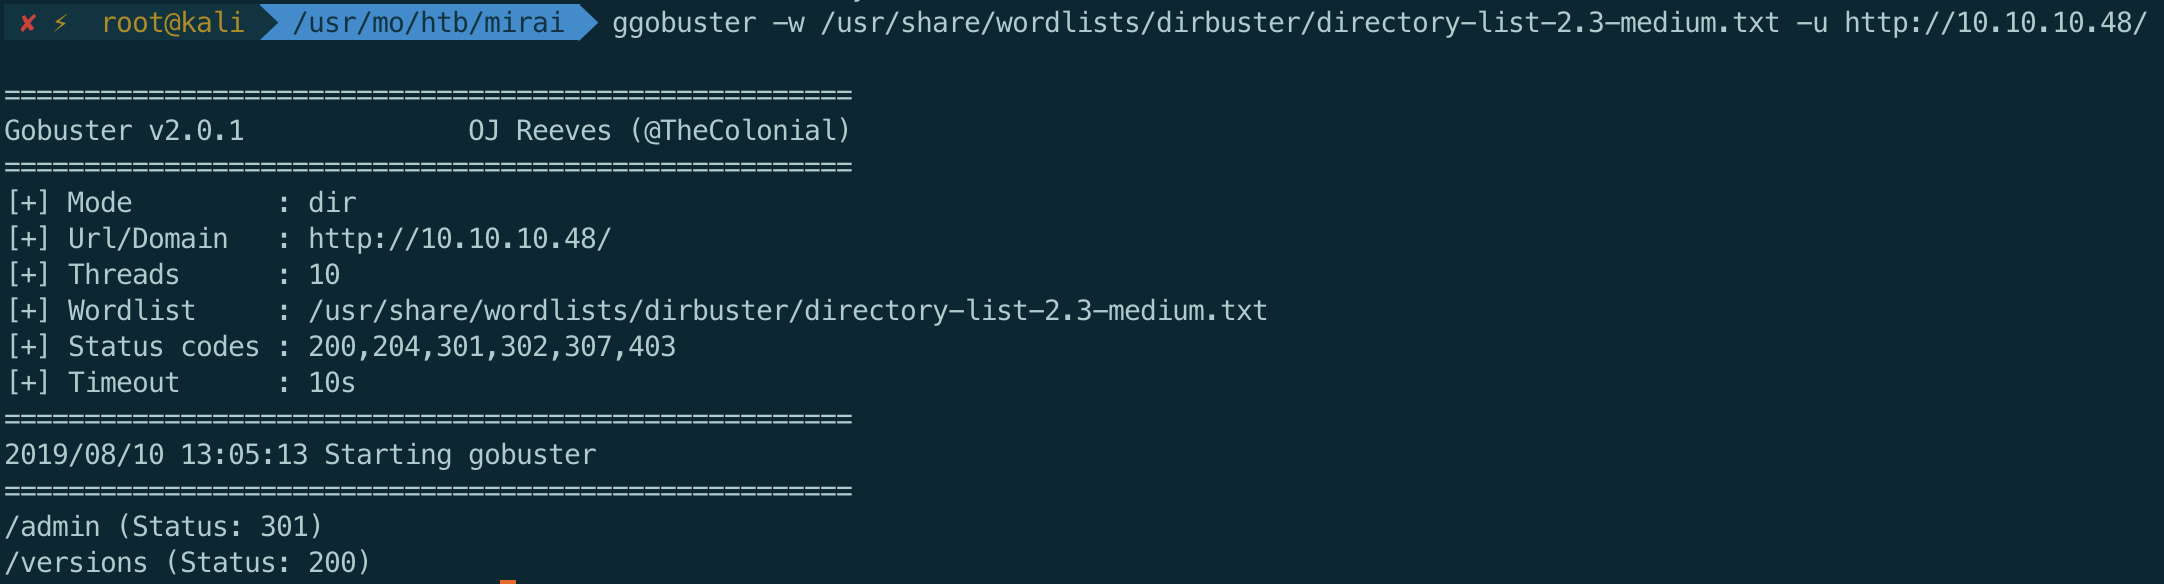 ✘ ⚡ root@kali /usr/mo/htb/mirai ggobuster -w /usr/share/wordlists/dirbuster/directory-list-2.3-medium.txt -u http://10.10.10.48/
=====================================================
Gobuster v2.0.1              OJ Reeves (@TheColonial)
=====================================================
[+] Mode         : dir
[+] Url/Domain   : http://10.10.10.48/
[+] Threads      : 10
[+] Wordlist     : /usr/share/wordlists/dirbuster/directory-list-2.3-medium.txt
[+] Status codes : 200,204,301,302,307,403
[+] Timeout      : 10s
=====================================================
2019/08/10 13:05:13 Starting gobuster
=====================================================
/admin (Status: 301)
/versions (Status: 200)